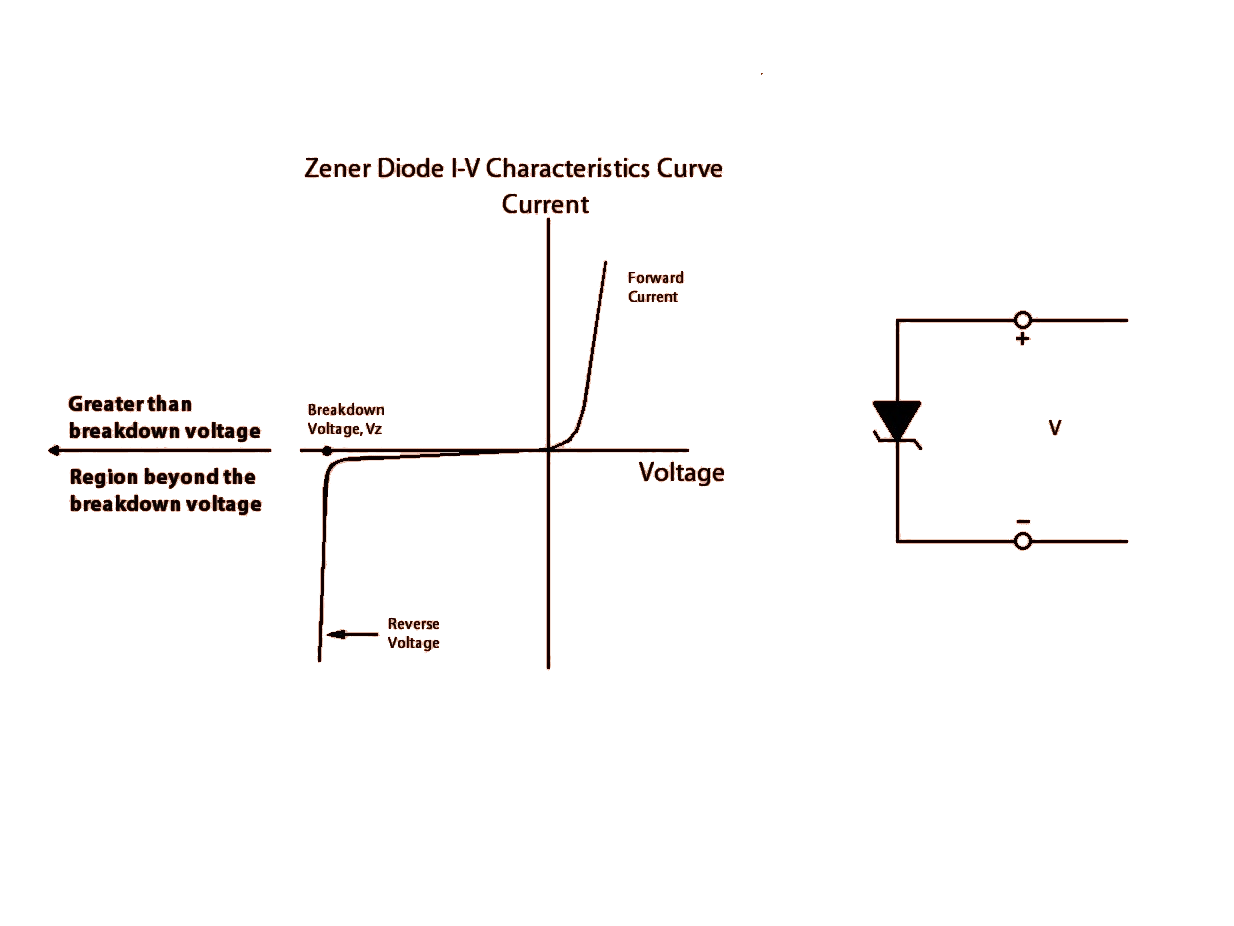 Zener Diode I-V Characteristics Curve
Current
Forward
Current
Greater than
breakdown voltage
Breakdown
Voltage, Vz
Region beyond the
breakdown voltage
Voltage
Reverse
Voltage
+
V
−